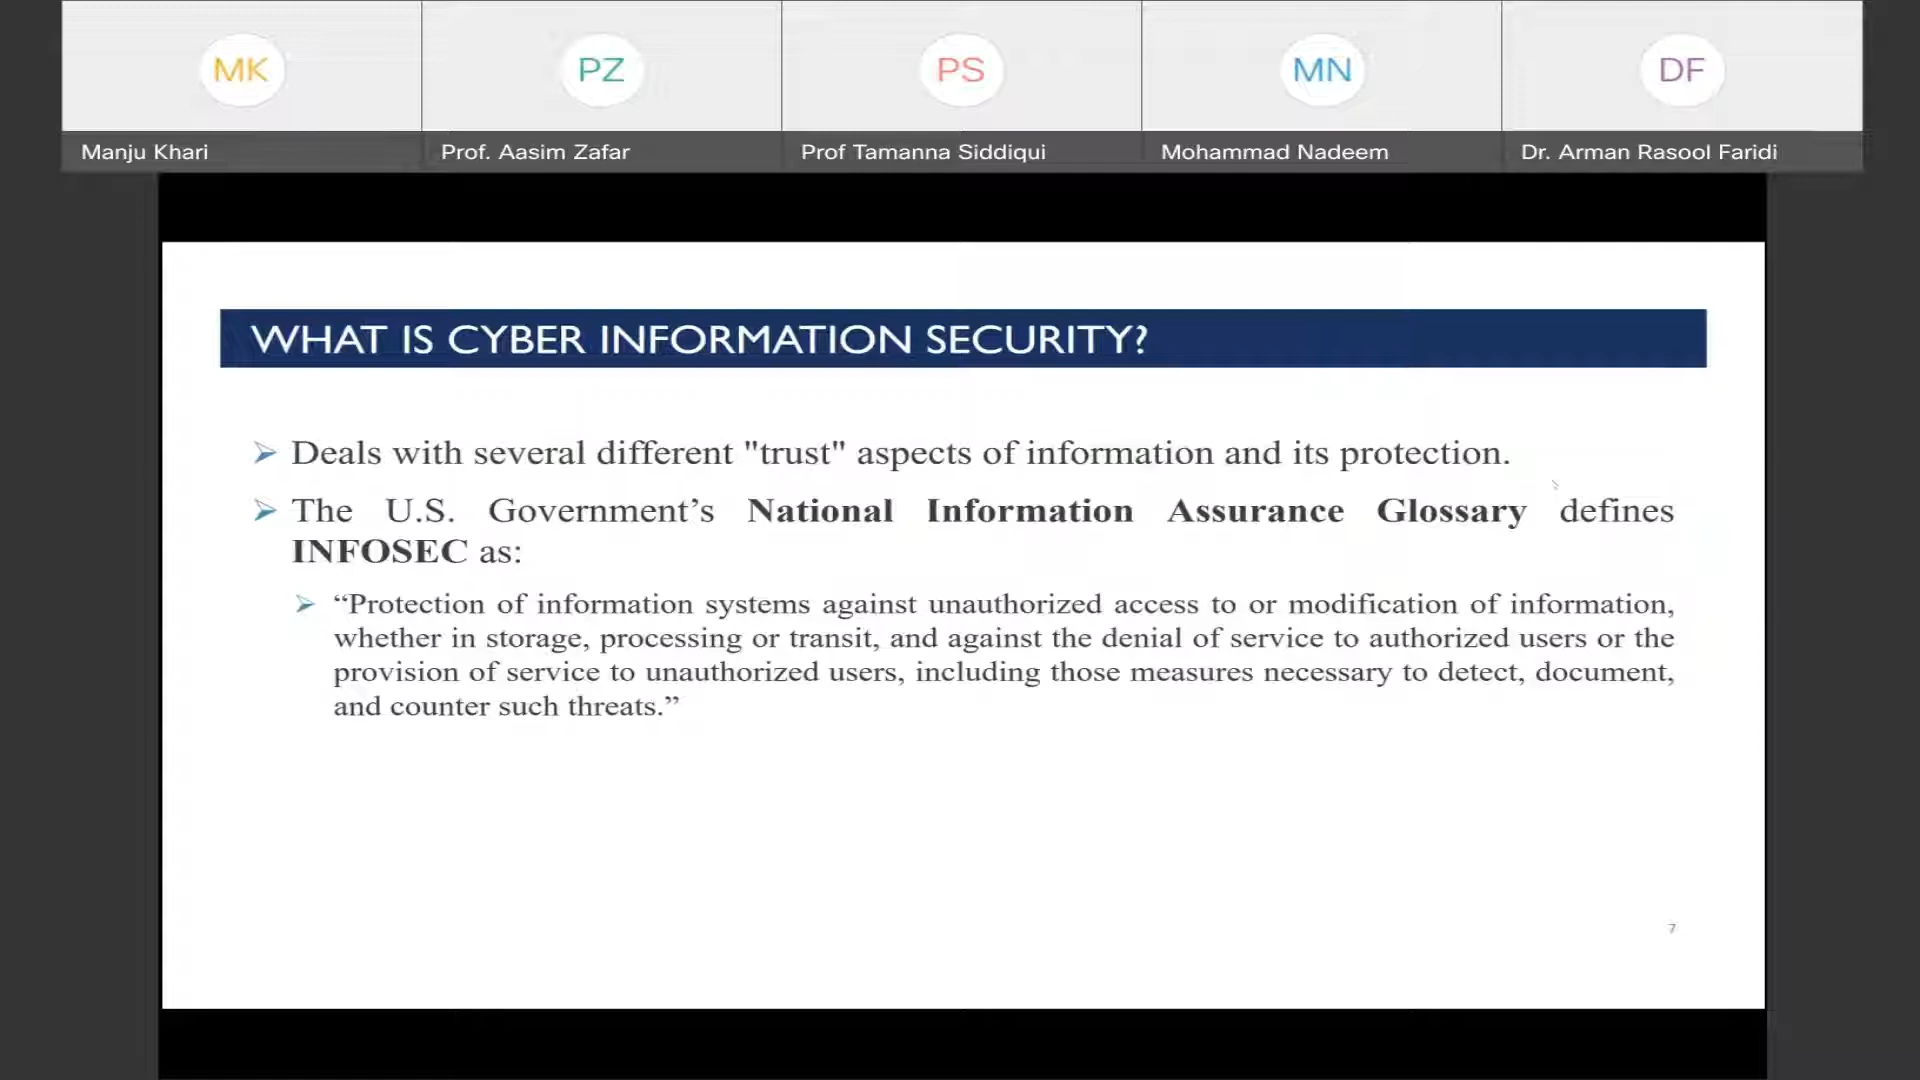 MK
PZ
PS
MN
DF
Manju Khari
Prof. Aasim Zafar
Prof Tamanna Siddiqui
Mohammad Nadeem
Dr. Arman Rasool Faridi
WHAT IS CYBER INFORMATION SECURITY?
Deals with several different "trust" aspects of information and its protection.
The U.S. Government’s National Information Assurance Glossary defines
INFOSEC as:
“Protection of information systems against unauthorized access to or modification of information,
whether in storage, processing or transit, and against the denial of service to authorized users or the
provision of service to unauthorized users, including those measures necessary to detect, document,
and counter such threats.”
7